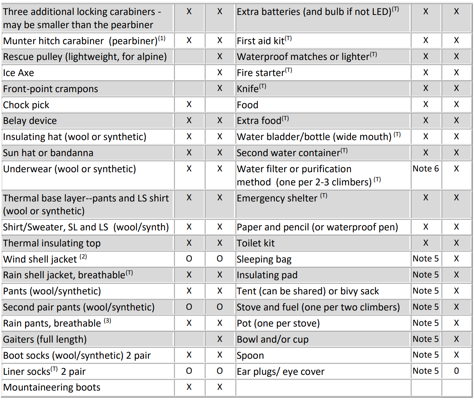 Three additional locking carabiners - may be smaller than the pearbiner X X Extra batteries (and bulb if not LED)(T) X X
Munter hitch carabiner (pearbiner)(1) X X First aid kit(T) X X
Rescue pulley (lightweight, for alpine) X Waterproof matches or lighter(T) X X
Ice Axe X Fire starter(T) X X
Front-point crampons X Knife(T) X X
Chock pick X Food X X
Belay device X X Extra food(T) X X
Insulating hat (wool or synthetic) X X Water bladder/bottle (wide mouth) (T) X X
Sun hat or bandanna X X Second water container(T) X X
Underwear (wool or synthetic) X X Water filter or purification method (one per 2-3 climbers) (T) Note 6 X
Thermal base layer--pants and LS shirt (wool or synthetic) X X Emergency shelter (T) X X
Shirt/Sweater, SL and LS (wool/synth) X X Paper and pencil (or waterproof pen) X X
Thermal insulating top X X Toilet kit X X
Wind shell jacket (2) O O Sleeping bag Note 5 X
Rain shell jacket, breathable(T) X X Insulating pad Note 5 X
Pants (wool/synthetic) X X Tent (can be shared) or bivy sack Note 5 X
Second pair pants (wool/synthetic) O O Stove and fuel (one per two climbers) Note 5 X
Rain pants, breathable (3) X X Pot (one per stove) Note 5 X
Gaiters (full length) X Bowl and/or cup Note 5 X
Boot socks (wool/synthetic) 2 pair X X Spoon Note 5 X
Liner socks(T) 2 pair O O Ear plugs/ eye cover Note 5 0
Mountaineering boots X X